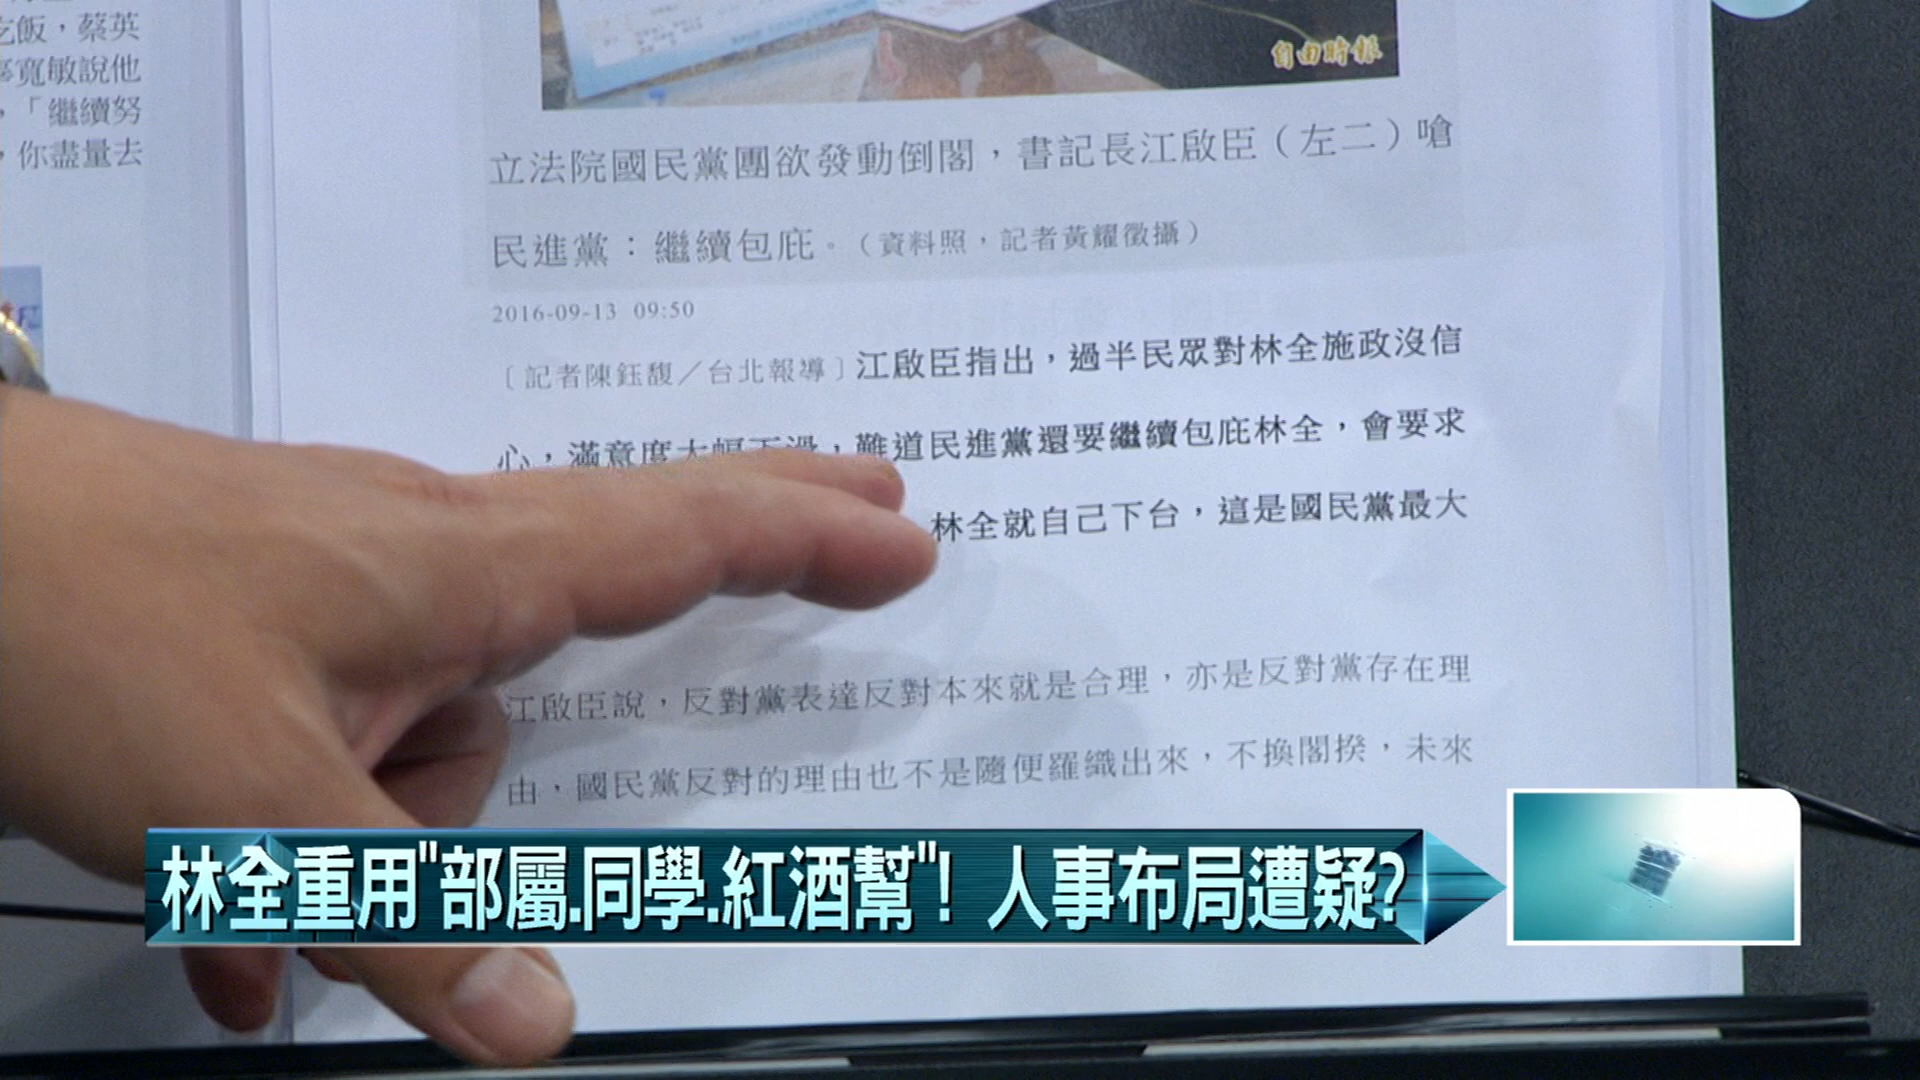 吃飯，蔡英
寬敏說他
，「繼續努
，你盡量去
自由時報
立法院國民黨團欲發動倒閣，書記長江啟臣（左二）嗆
民進黨：繼續包庇。（資料照，記者黃耀徵攝）
2016-09-13 09:50
〔記者陳鈺馥／台北報導〕江啟臣指出，過半民眾對林全施政沒信
心，滿意度大幅下滑，難道民進黨還要繼續包庇林全，會要求
林全就自己下台，這是國民黨最大
江啟臣說，反對黨表達反對本來就是合理，亦是反對黨存在理
由，國民黨反對的理由也不是隨便羅織出來，不換閣揆，未來
林全重用"部屬.同學.紅酒幫"！ 人事布局遭疑?